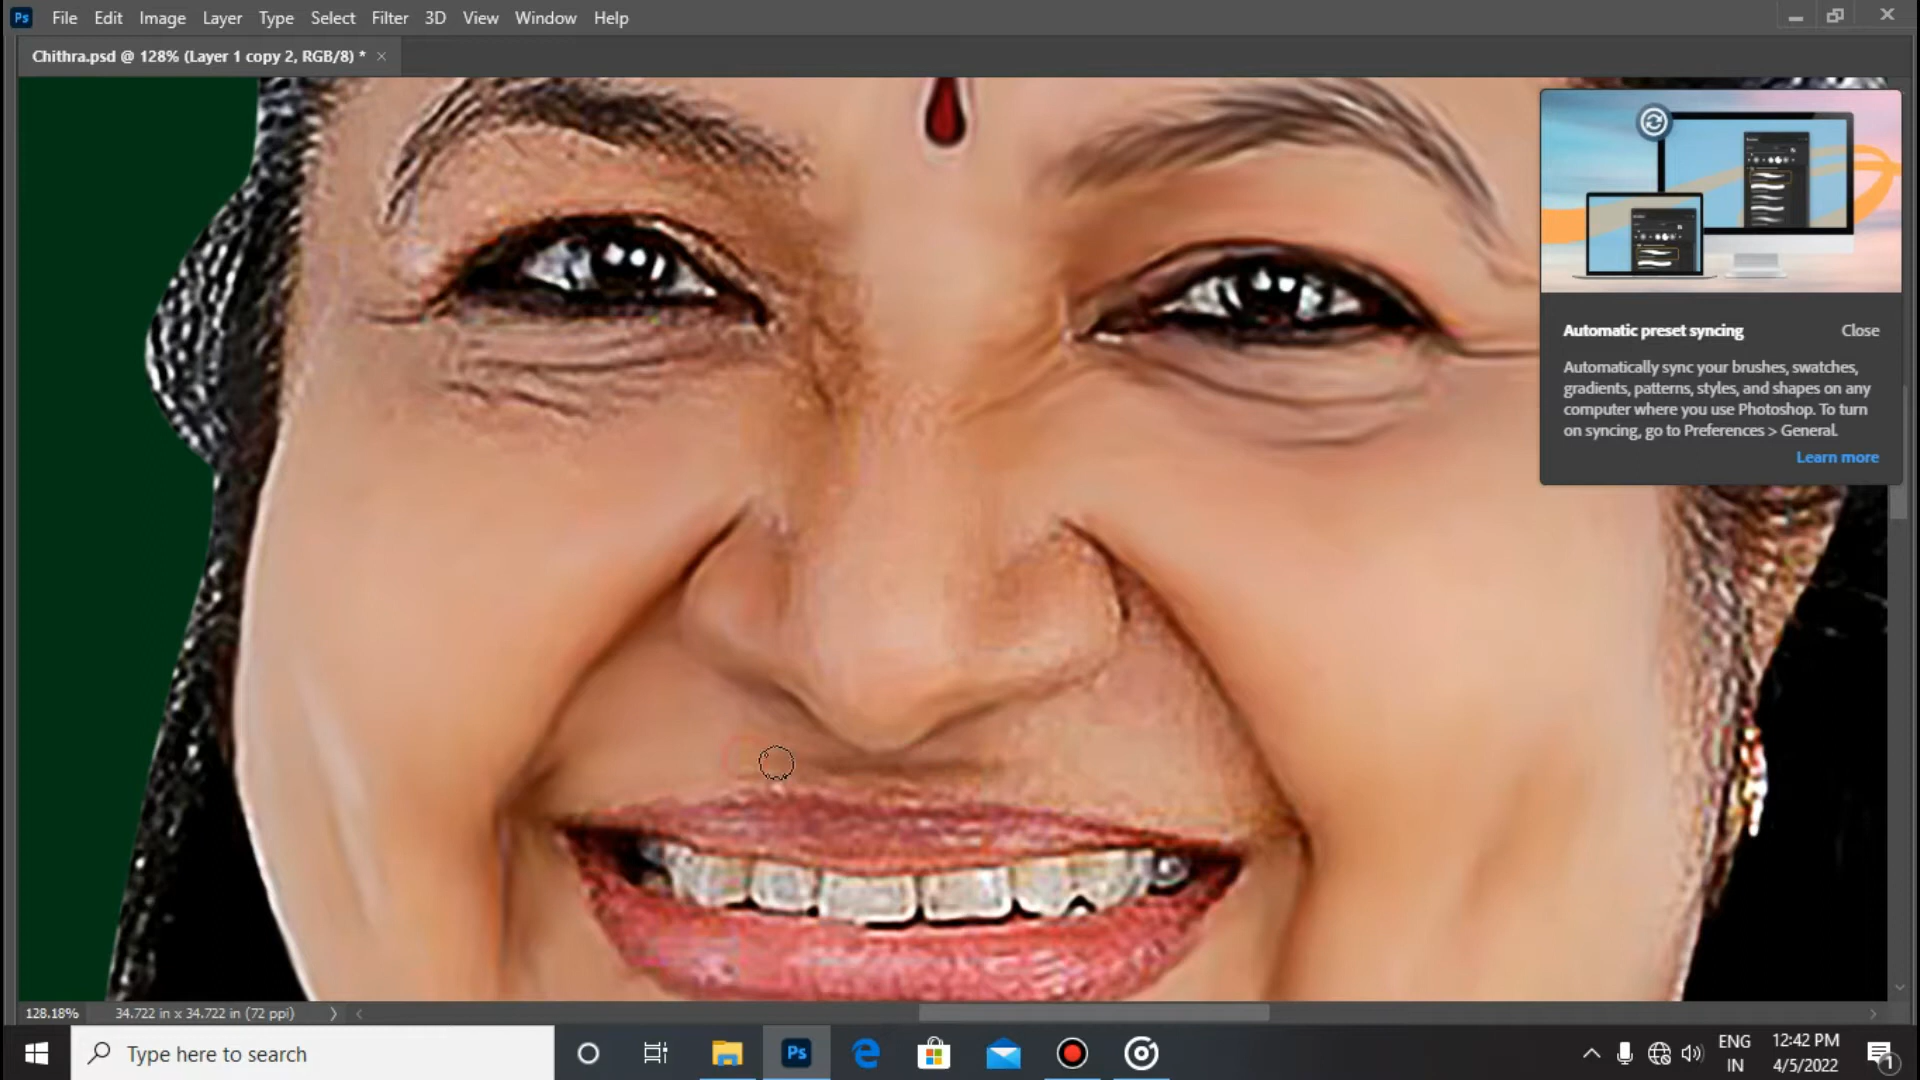 Ps File Edit Image Layer Type Select Filter 3D View Window Help
Chithra.psd @ 128% (Layer 1 copy 2, RGB/8) * ×
Automatic preset syncing Close
Automatically sync your brushes, swatches,
gradients, patterns, styles, and shapes on any
computer where you use Photoshop. To turn
on syncing, go to Preferences > General.
Learn more
128.18% 34.722 in x 34.722 in (72 ppi)
Type here to search
Ps
ENG
IN
12:42 PM
4/5/2022
1